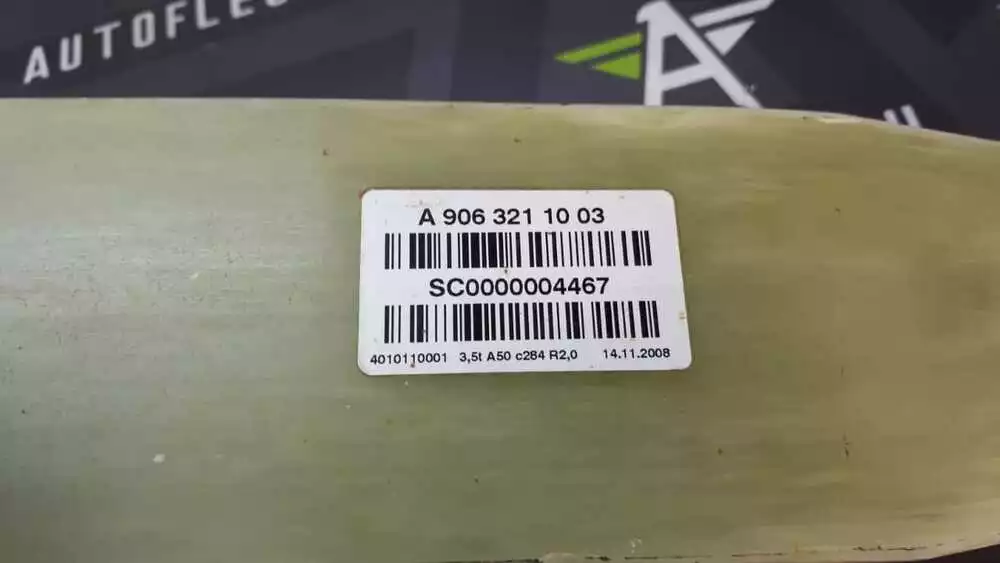 AUTOFLE
A 906 321 10 03
SC0000004467
4010110001 3,5t A50 c284 R2,0 14.11.2008